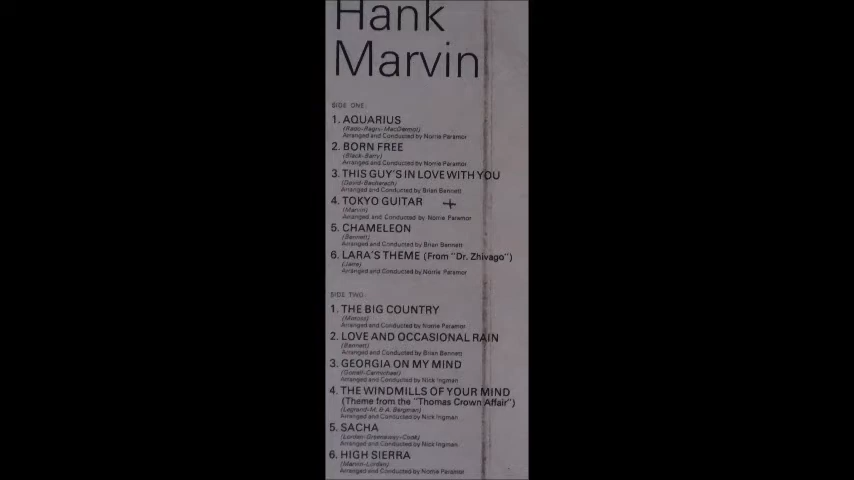 Hank
Marvin
SIDE ONE:
1. AQUARIUS
(Rado-Ragni-MacDermot)
Arranged and Conducted by Norrie Paramor
2. BORN FREE
(Black-Barry)
Arranged and Conducted by Norrie Paramor
3. THIS GUY'S IN LOVE WITH YOU
(David-Bacharach)
Arranged and Conducted by Brian Bennett
4. TOKYO GUITAR +
(Marvin)
Arranged and Conducted by Norrie Paramor
5. CHAMELEON
(Bennett)
Arranged and Conducted by Brian Bennett
6. LARA'S THEME (From "Dr. Zhivago")
(Jarre)
Arranged and Conducted by Norrie Paramor
SIDE TWO:
1. THE BIG COUNTRY
(Moross)
Arranged and Conducted by Norrie Paramor
2. LOVE AND OCCASIONAL RAIN
(Bennett)
Arranged and Conducted by Brian Bennett
3. GEORGIA ON MY MIND
(Gorrell-Carmichael)
Arranged and Conducted by Nick Ingman
4. THE WINDMILLS OF YOUR MIND
(Theme from the "Thomas Crown Affair")
(Legrand-M. & A. Bergman)
Arranged and Conducted by Nick Ingman
5. SACHA
(Lordan-Greenaway-Cook)
Arranged and Conducted by Nick Ingman
6. HIGH SIERRA
(Marvin-Lordan)
Arranged and Conducted by Norrie Paramor